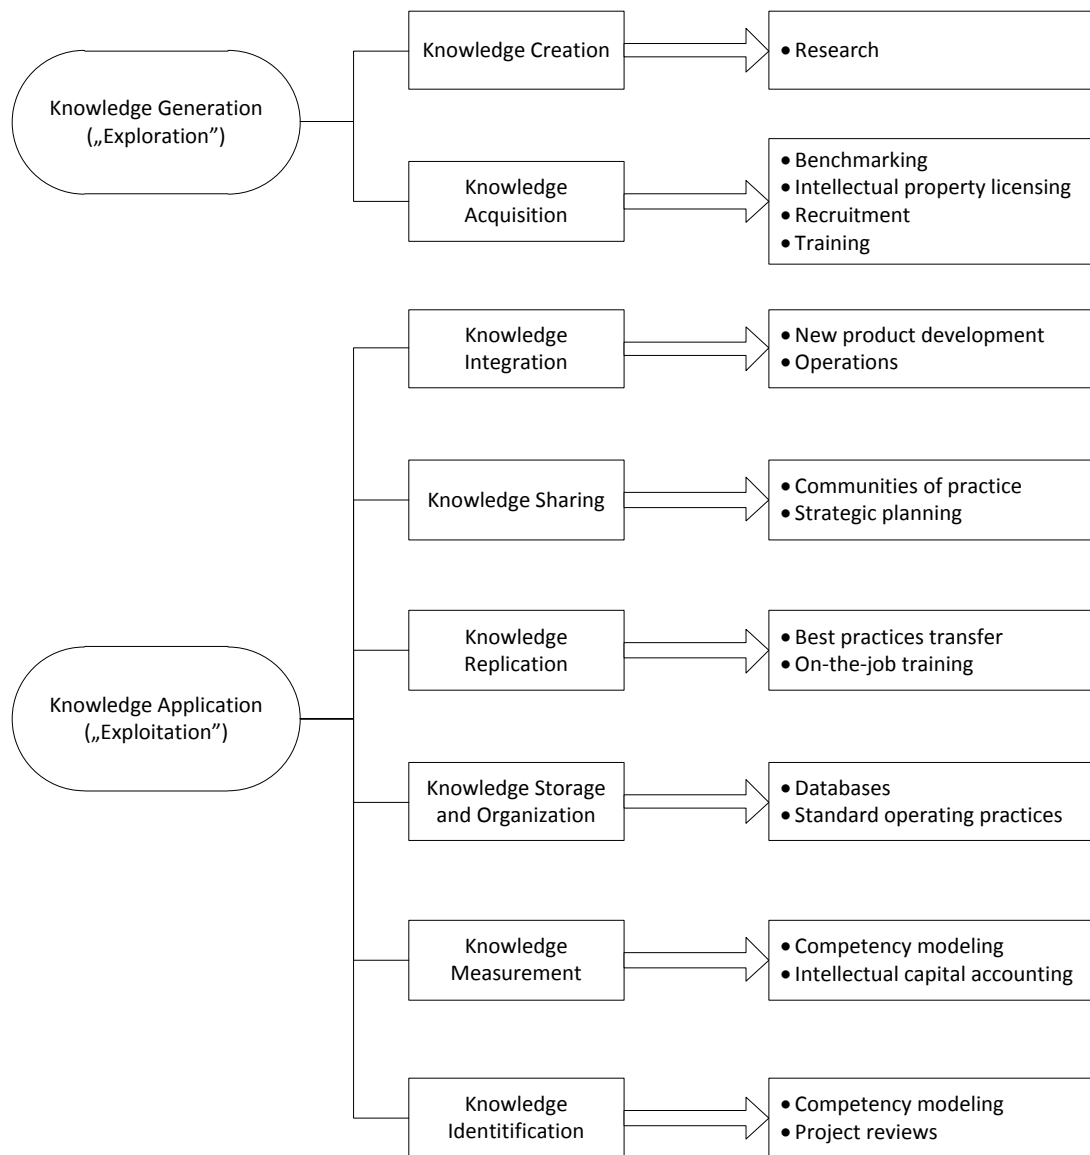 Knowledge Generation
(„Exploration”)
Knowledge Creation
• Research
Knowledge
Acquisition
• Benchmarking
• Intellectual property licensing
• Recruitment
• Training
Knowledge Application
(„Exploitation”)
Knowledge
Integration
• New product development
• Operations
Knowledge Sharing
• Communities of practice
• Strategic planning
Knowledge
Replication
• Best practices transfer
• On-the-job training
Knowledge Storage
and Organization
• Databases
• Standard operating practices
Knowledge
Measurement
• Competency modeling
• Intellectual capital accounting
Knowledge
Identitification
• Competency modeling
• Project reviews